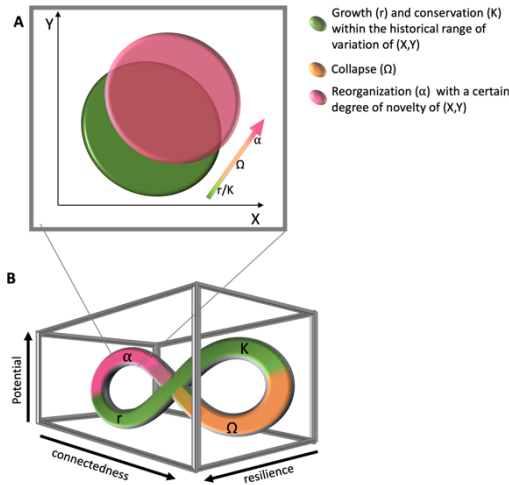 A
Y
X
r/K
Ω
α
Growth (r) and conservation (K)
within the historical range of
variation of (X,Y)
Collapse (Ω)
Reorganization (α)  with a certain
degree of novelty of (X,Y)
B
Potential
α
K
r
Ω
connectedness
resilience